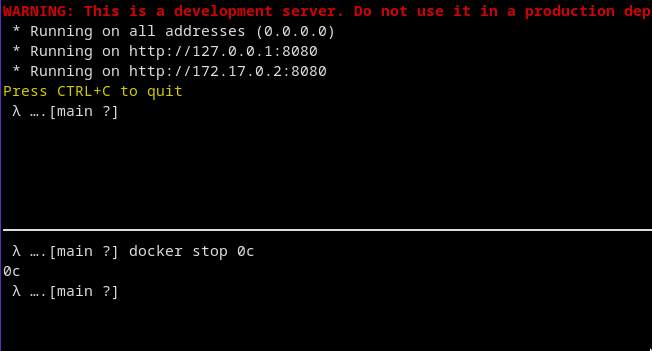 WARNING: This is a development server. Do not use it in a production dep
 * Running on all addresses (0.0.0.0)
 * Running on http://127.0.0.1:8080
 * Running on http://172.17.0.2:8080
Press CTRL+C to quit
 λ ….[main ?]
 λ ….[main ?] docker stop 0c
0c
 λ ….[main ?]